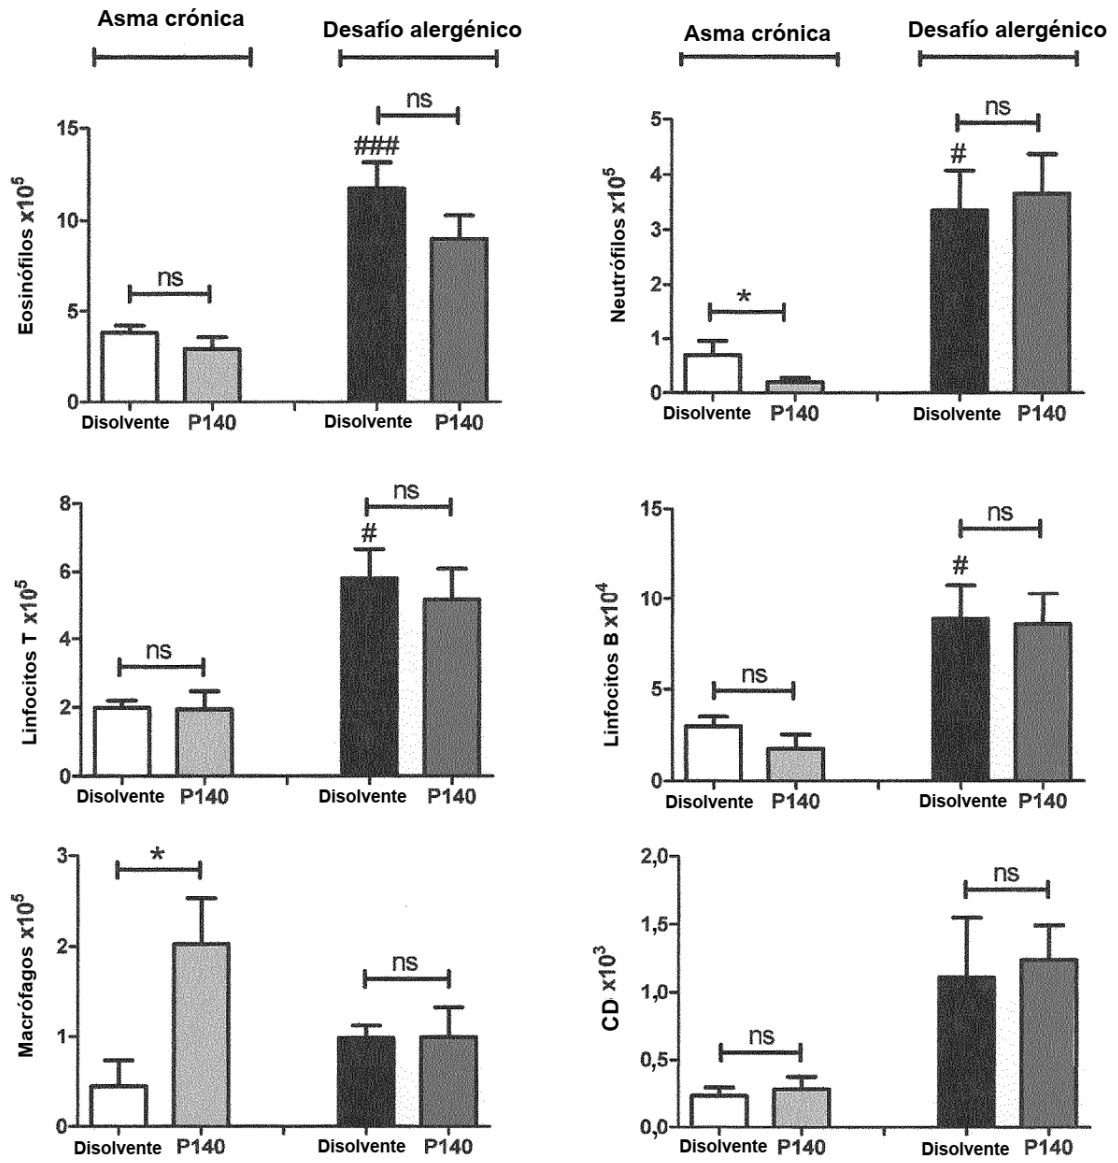 Asma crónica
Desafío alergénico
ns
###
ns
15
10
5
0
Eosinófilos x10⁵
Disolvente P140
Disolvente P140
Asma crónica
Desafío alergénico
ns
#
*
5
4
3
2
1
0
Neutrófilos x10⁵
Disolvente P140
Disolvente P140
ns
#
ns
8
6
4
2
0
Linfocitos T x10⁵
Disolvente P140
Disolvente P140
ns
#
ns
15
10
5
0
Linfocitos B x10⁴
Disolvente P140
Disolvente P140
*
ns
3
2
1
0
Macrófagos x10⁵
Disolvente P140
Disolvente P140
ns
ns
2,0
1,5
1,0
0,5
0,0
CD x10³
Disolvente P140
Disolvente P140